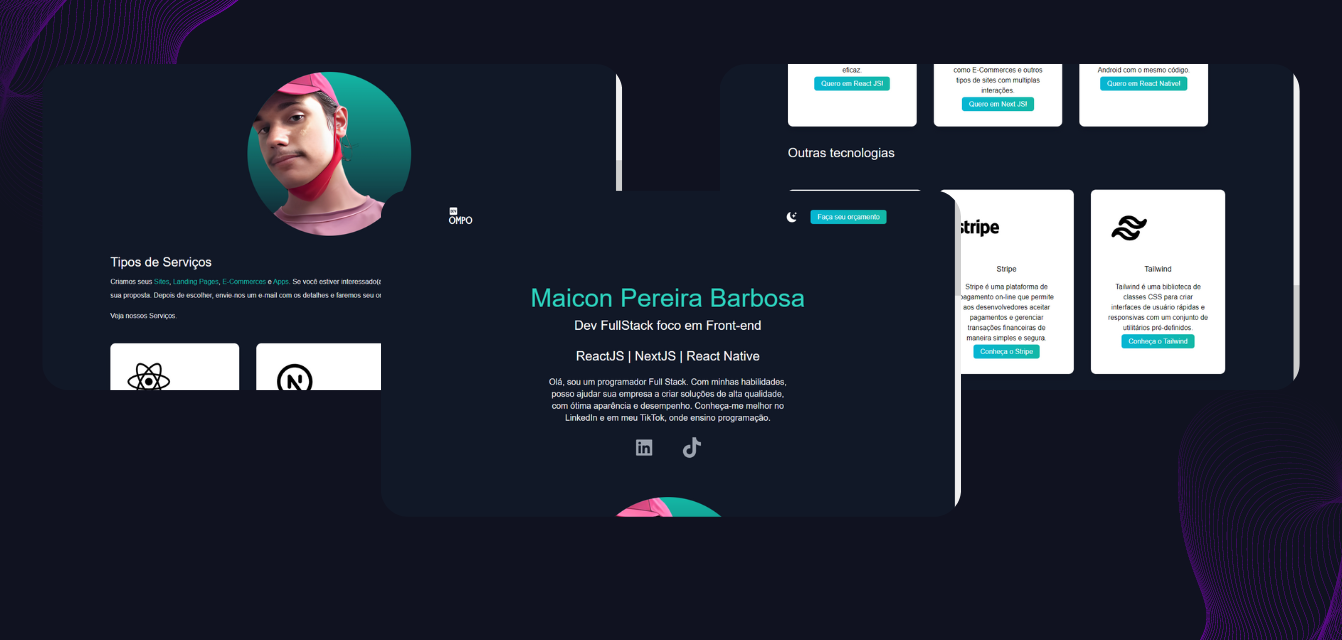 Tipos de Serviços
Criamos seus Sites, Landing Pages, E-Commerces e Apps. Se você estiver
sua proposta. Depois de escolher, envie-nos um e-mail com os detalhes e faremos seu
Veja nossos Serviços.
N
OMPO
Faça seu orçamento
Maicon Pereira Barbosa
Dev FullStack foco em Front-end
ReactJS | NextJS | React Native
Olá, sou um programador Full Stack. Com minhas habilidades,
posso ajudar sua empresa a criar soluções de alta qualidade,
com ótima aparência e desempenho. Conheça-me melhor no
LinkedIn e em meu TikTok, onde ensino programação.
in
eficaz.
Quero em React JS!
como E-Commerces e outros
tipos de sites com multiplas
interações.
Quero em Next JS!
Android com o mesmo código.
Quero em React Native!
Outras tecnologias
stripe
Stripe
Stripe é uma plataforma de
pagamento on-line que permite
aos desenvolvedores aceitar
pagamentos e gerenciar
transações financeiras de
maneira simples e segura.
Conheça o Stripe
Tailwind
Tailwind é uma biblioteca de
classes CSS para criar
interfaces de usuário rápidas e
responsivas com um conjunto de
utilitários pré-definidos.
Conheça o Tailwind